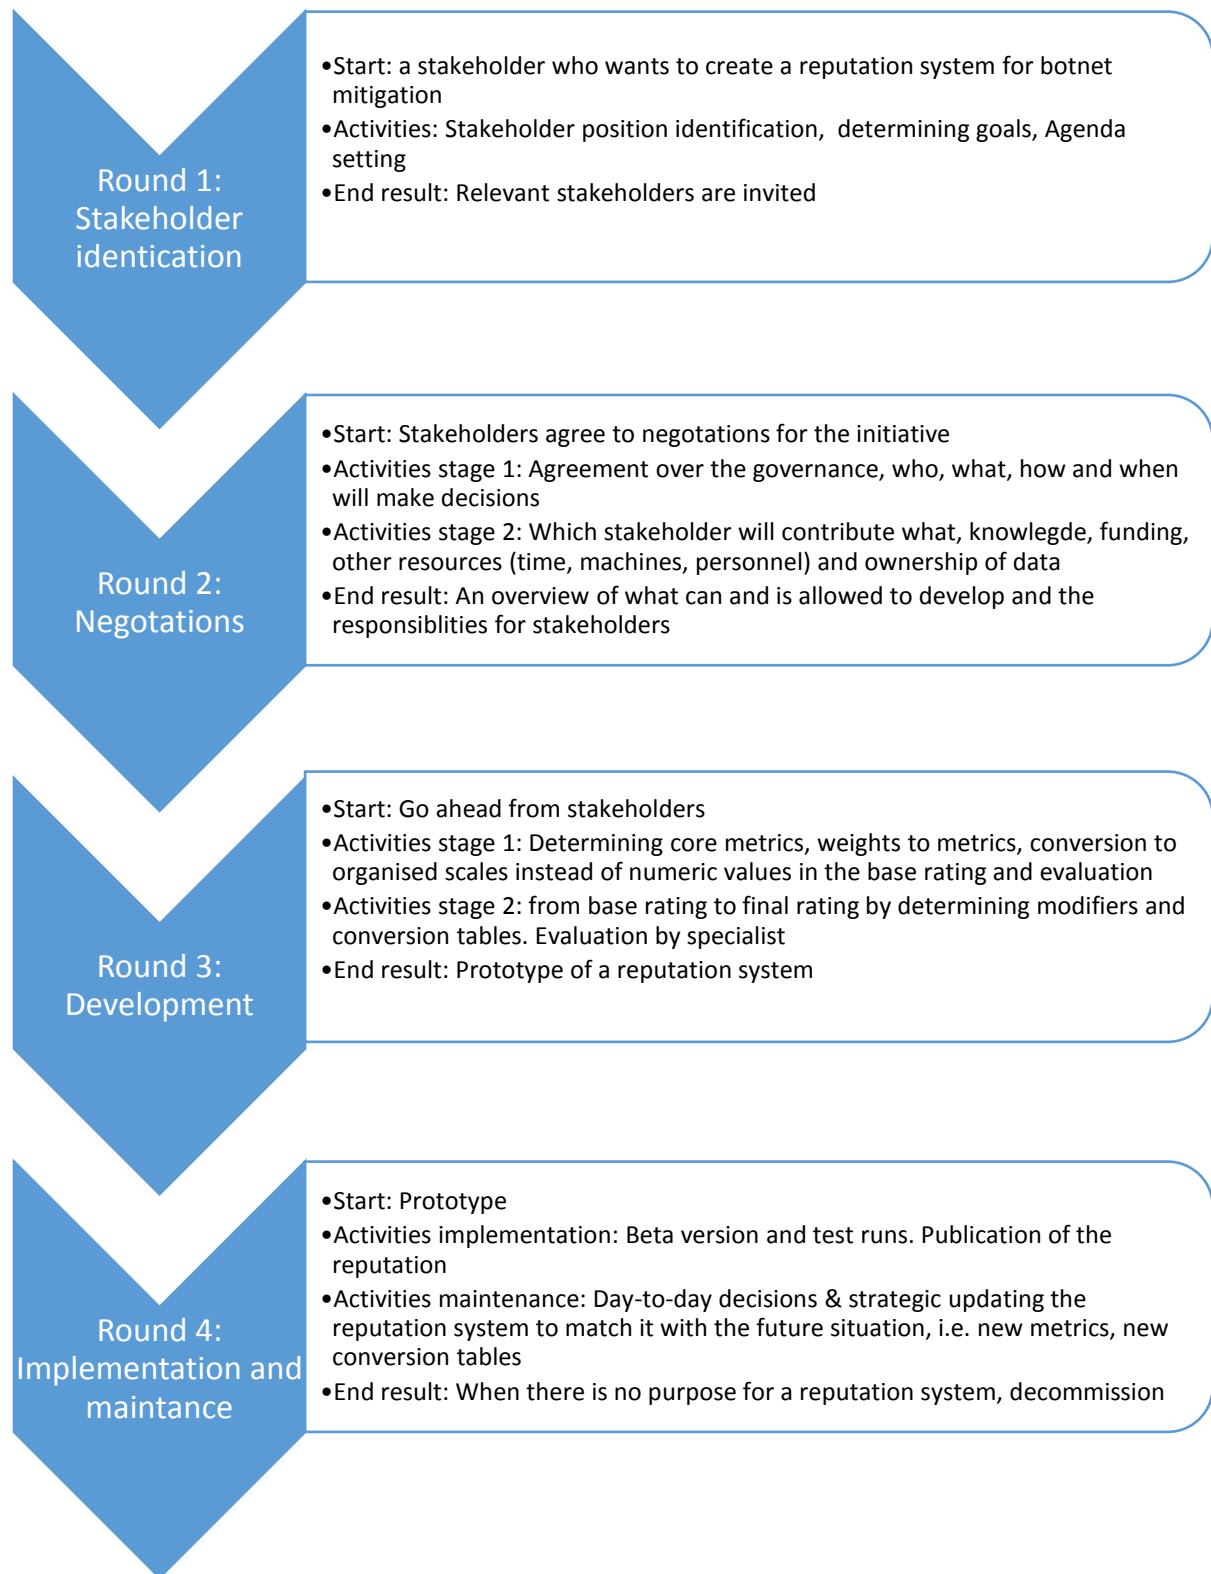 Round 1:
Stakeholder
identication
•Start: a stakeholder who wants to create a reputation system for botnet
mitigation
•Activities: Stakeholder position identification,  determining goals, Agenda
setting
•End result: Relevant stakeholders are invited
Round 2:
Negotations
•Start: Stakeholders agree to negotations for the initiative
•Activities stage 1: Agreement over the governance, who, what, how and when
will make decisions
•Activities stage 2: Which stakeholder will contribute what, knowlegde, funding,
other resources (time, machines, personnel) and ownership of data
•End result: An overview of what can and is allowed to develop and the
responsiblities for stakeholders
Round 3:
Development
•Start: Go ahead from stakeholders
•Activities stage 1: Determining core metrics, weights to metrics, conversion to
organised scales instead of numeric values in the base rating and evaluation
•Activities stage 2: from base rating to final rating by determining modifiers and
conversion tables. Evaluation by specialist
•End result: Prototype of a reputation system
Round 4:
Implementation and
maintance
•Start: Prototype
•Activities implementation: Beta version and test runs. Publication of the
reputation
•Activities maintenance: Day-to-day decisions & strategic updating the
reputation system to match it with the future situation, i.e. new metrics, new
conversion tables
•End result: When there is no purpose for a reputation system, decommission